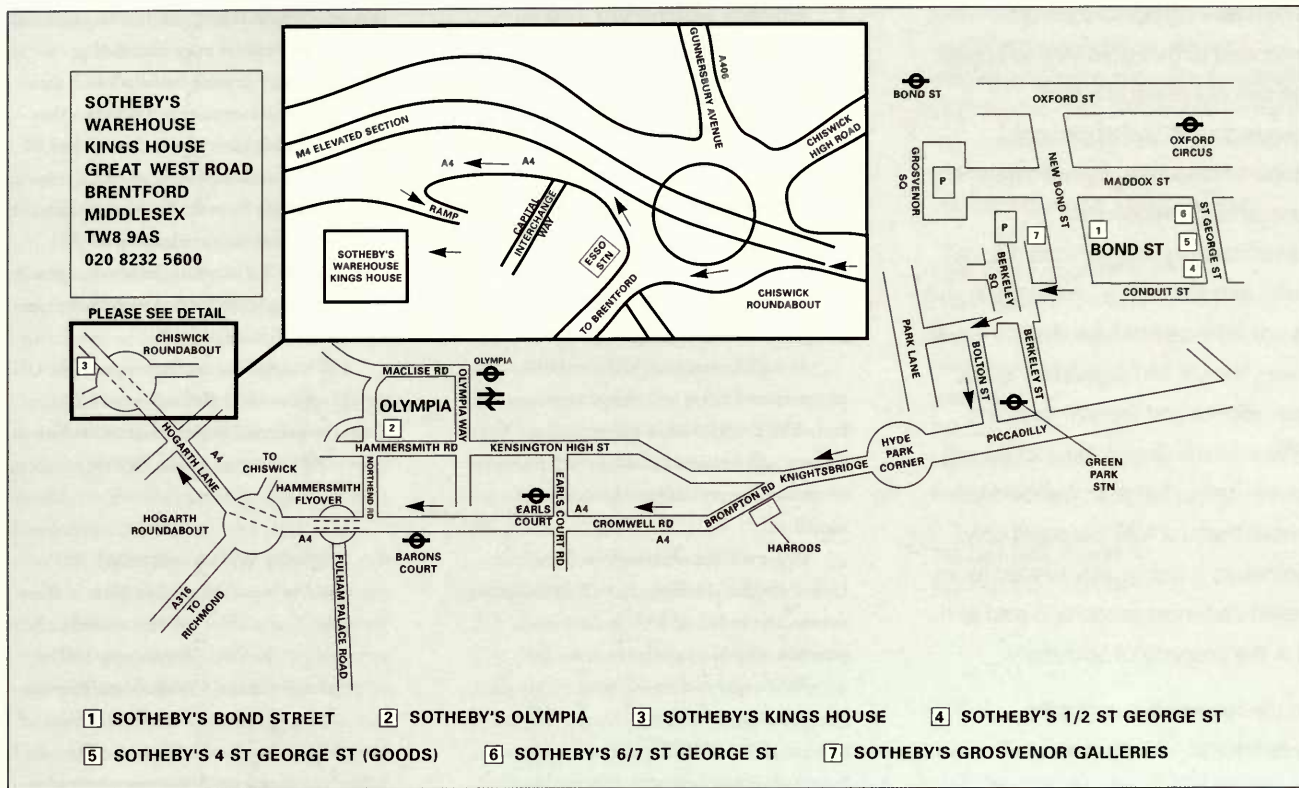 SOTHEBY'S
WAREHOUSE
KINGS HOUSE
GREAT WEST ROAD
BRENTFORD
MIDDLESEX
TW8 9AS
020 8232 5600
PLEASE SEE DETAIL
M4 ELEVATED SECTION
GUNNERSBURY AVENUE
A406
CHISWICK
HIGH ROAD
A4
A4
RAMP
CAPITAL
INTERCHANGE
WAY
ESSO
STN
SOTHEBY'S
WAREHOUSE
KINGS HOUSE
TO BRENTFORD
CHISWICK
ROUNDABOUT
BOND ST
OXFORD ST
OXFORD
CIRCUS
GROSVENOR
SQ
P
NEW BOND ST
MADDOX ST
P
7
1
BOND ST
6
5
4
ST GEORGE ST
BERKELEY
SQ
CONDUIT ST
PARK LANE
BOLTON ST
BERKELEY ST
PICCADILLY
GREEN
PARK
STN
HYDE
PARK
CORNER
KNIGHTSBRIDGE
BROMPTON RD
HARRODS
CHISWICK
ROUNDABOUT
3
MACLISE RD
OLYMPIA
OLYMPIA WAY
OLYMPIA
2
HAMMERSMITH RD
KENSINGTON HIGH ST
HOGARTH LANE
A4
TO
CHISWICK
HAMMERSMITH
FLYOVER
NORTHEND RD
EARLS
COURT
EARLS COURT RD
A4
CROMWELL RD
A4
HOGARTH
ROUNDABOUT
A4
BARONS
COURT
A316
TO
RICHMOND
FULHAM PALACE ROAD
1 SOTHEBY'S BOND STREET
2 SOTHEBY'S OLYMPIA
3 SOTHEBY'S KINGS HOUSE
4 SOTHEBY'S 1/2 ST GEORGE ST
5 SOTHEBY'S 4 ST GEORGE ST (GOODS)
6 SOTHEBY'S 6/7 ST GEORGE ST
7 SOTHEBY'S GROSVENOR GALLERIES